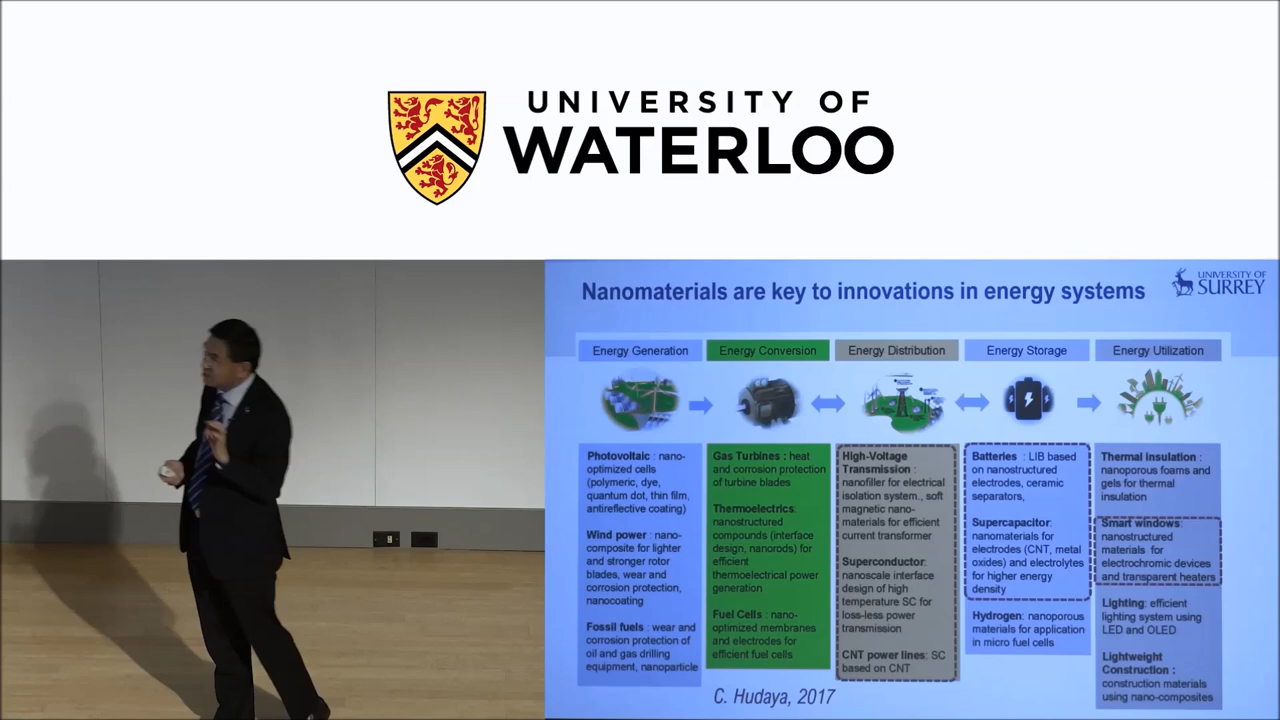 UNIVERSITY OF
WATERLOO
Nanomaterials are key to innovations in energy systems
UNIVERSITY OF
SURREY
Energy Generation
Energy Conversion
Energy Distribution
Energy Storage
Energy Utilization
Photovoltaic : nano-
optimized cells
(polymeric, dye,
quantum dot, thin film,
antireflective coating)
Wind power : nano-
composite for lighter
and stronger rotor
blades, wear and
corrosion protection,
nanocoating
Fossil fuels : wear and
corrosion protection of
oil and gas drilling
equipment, nanoparticle
Gas Turbines : heat
and corrosion protection
of turbine blades
Thermoelectrics:
nanostructured
compounds (interface
design, nanorods) for
efficient
thermoelectrical power
generation
Fuel Cells : nano-
optimized membranes
and electrodes for
efficient fuel cells
High-Voltage
Transmission :
nanofiller for electrical
isolation system., soft
magnetic nano-
materials for efficient
current transformer
Superconductor:
nanoscale interface
design of high
temperature SC for
loss-less power
transmission
CNT power lines: SC
based on CNT
Batteries : LIB based
on nanostructured
electrodes, ceramic
separators,
Supercapacitor:
nanomaterials for
electrodes (CNT, metal
oxides) and electrolytes
for higher energy
density
Hydrogen: nanoporous
materials for application
in micro fuel cells
Thermal insulation :
nanoporous foams and
gels for thermal
insulation
Smart windows:
nanostructured
materials for
electrochromic devices
and transparent heaters
Lighting: efficient
lighting system using
LED and OLED
Lightweight
Construction :
construction materials
using nano-composites
C. Hudaya, 2017